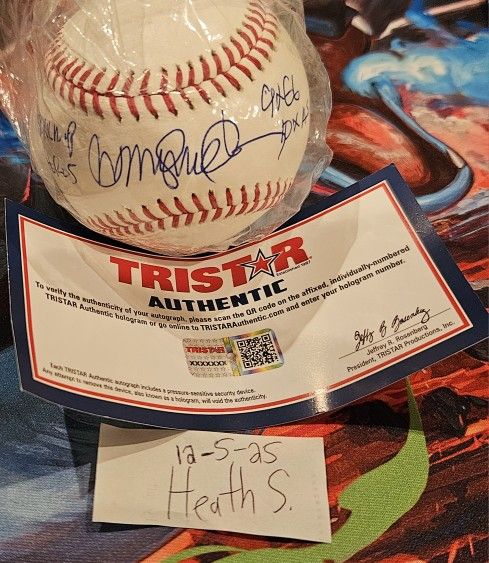 TRISTAR
AUTHENTIC
To verify the authenticity of your autograph, please scan the QR code on the affixed, individually-numbered
TRISTAR Authentic hologram or go online to TRISTARAuthentic.com and enter your hologram number.
TRISTAR
XXXXXXX
Jeffrey R. Rosenberg
President, TRISTAR Productions, Inc.
Each TRISTAR Authentic autograph includes a pressure-sensitive security device.
Any attempt to remove this device, also known as a hologram, will void the authenticity.
12-5-25
Heath S.